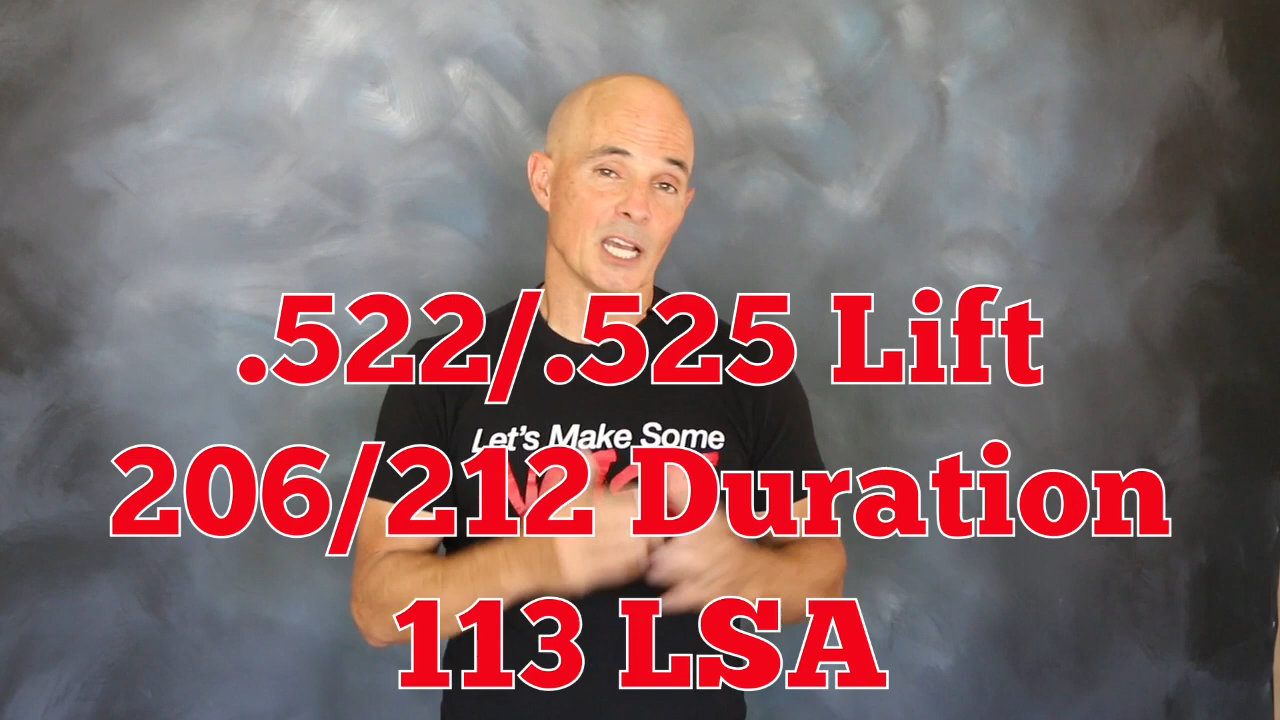 .522/.525 Lift
Let's Make Some
206/212 Duration
113 LSA